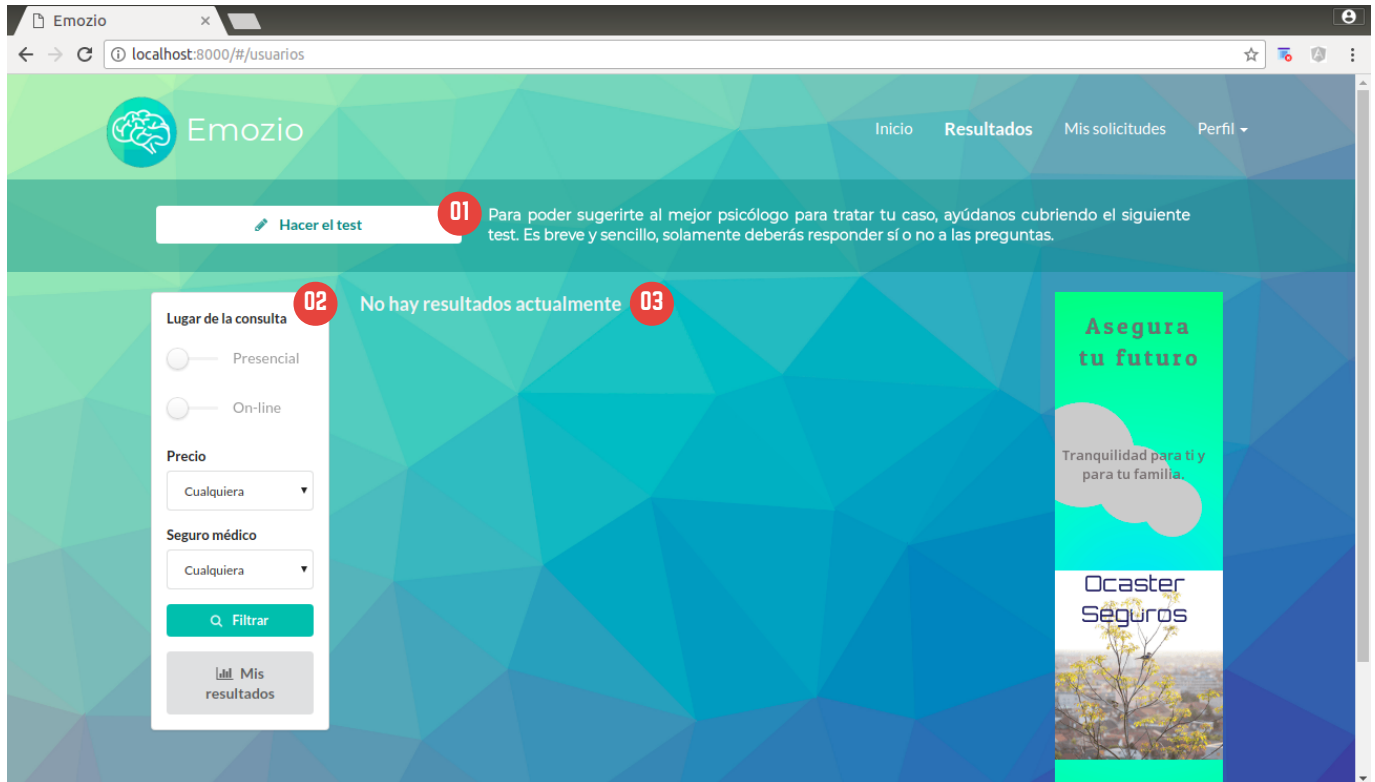 Emozio
localhost:8000/#/usuarios
Emozio
Inicio Resultados Mis solicitudes Perfil
Hacer el test
01
Para poder sugerirte al mejor psicólogo para tratar tu caso, ayúdanos cubriendo el siguiente
test. Es breve y sencillo, solamente deberás responder sí o no a las preguntas.
02
Lugar de la consulta
Presencial
On-line
Precio
Cualquiera
Seguro médico
Cualquiera
Filtrar
Mis
resultados
No hay resultados actualmente
03
Asegura
tu futuro
Tranquilidad para ti y
para tu familia.
Ocaster
Seguros